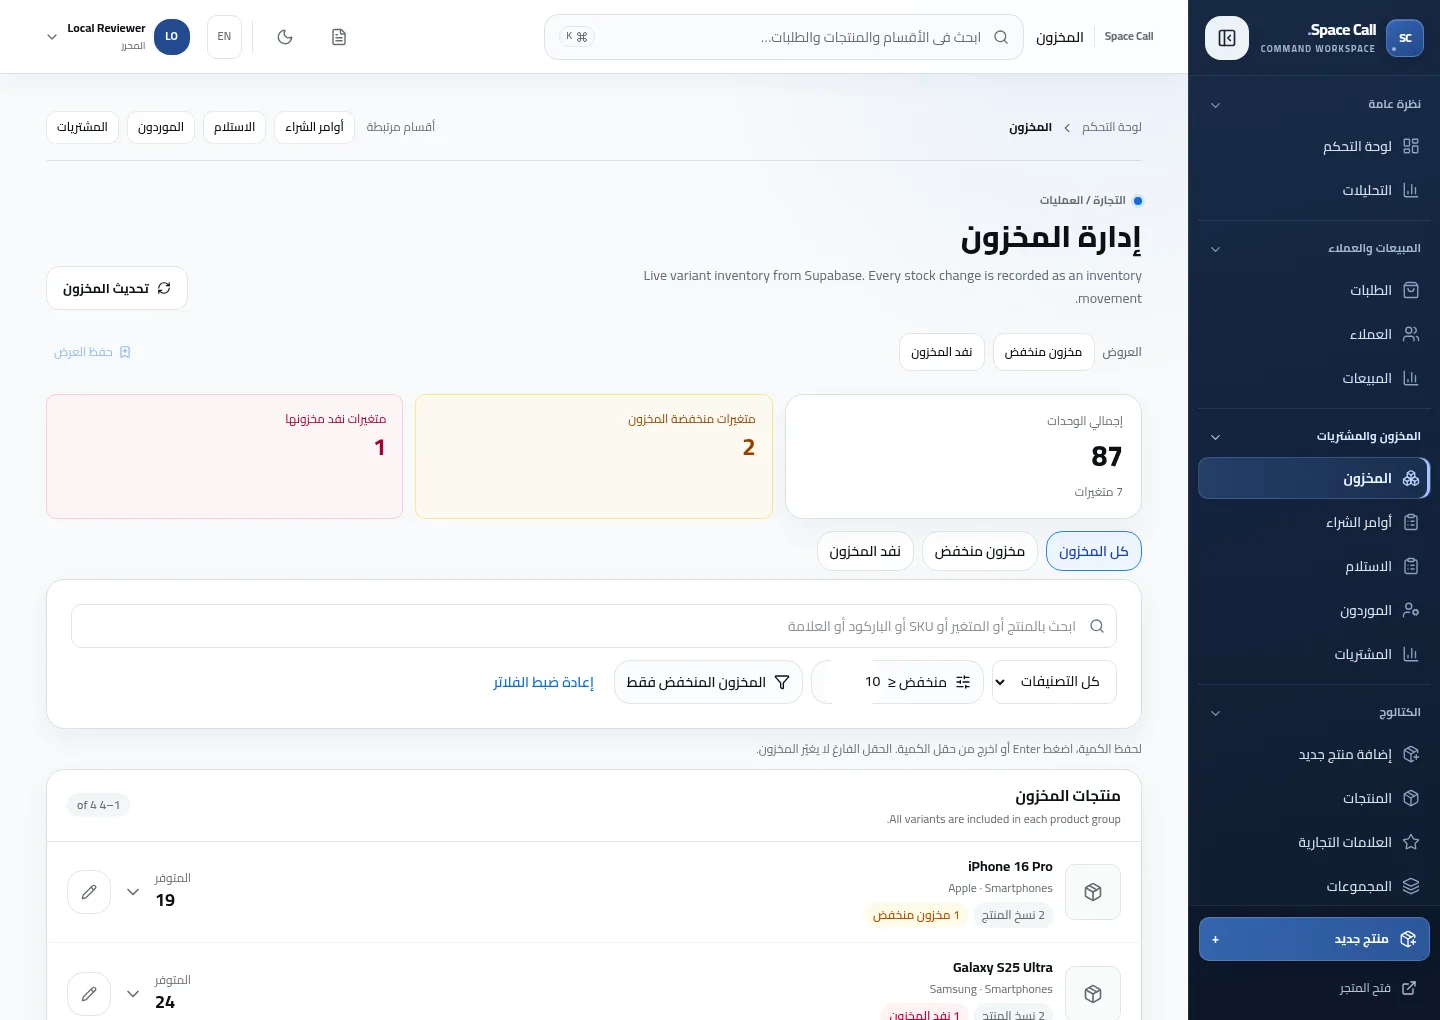 Space Call.
COMMAND WORKSPACE
SC
نظرة عامة
لوحة التحكم
التحليلات
المبيعات والعملاء
الطلبات
العملاء
المبيعات
المخزون والمشتريات
المخزون
أوامر الشراء
الاستلام
الموردون
المشتريات
الكتالوج
إضافة منتج جديد
المنتجات
العلامات التجارية
المجموعات
منتج جديد +
فتح المتجر
Space Call
المخزون
ابحث في الأقسام والمنتجات والطلبات...
⌘ K
EN
LO
Local Reviewer
المحرر
لوحة التحكم
المخزون
أقسام مرتبطة
أوامر الشراء
الاستلام
الموردون
المشتريات
التجارة / العمليات
إدارة المخزون
Live variant inventory from Supabase. Every stock change is recorded as an inventory
movement.
تحديث المخزون
العروض
مخزون منخفض
نفد المخزون
حفظ العرض
إجمالي الوحدات
87
7 متغيرات
متغيرات منخفضة المخزون
2
متغيرات نفد مخزونها
1
كل المخزون
مخزون منخفض
نفد المخزون
ابحث بالمنتج أو المتغير أو SKU أو الباركود أو العلامة
كل التصنيفات
منخفض ≤ 10
المخزون المنخفض فقط
إعادة ضبط الفلاتر
لحفظ الكمية، اضغط Enter أو اخرج من حقل الكمية. الحقل الفارغ لا يغيّر المخزون.
منتجات المخزون
All variants are included in each product group.
1–4 of 4
iPhone 16 Pro
Apple · Smartphones
2 نسخ المنتج
1 مخزون منخفض
المتوفر
19
Galaxy S25 Ultra
Samsung · Smartphones
2 نسخ المنتج
1 نفد المخزون
المتوفر
24